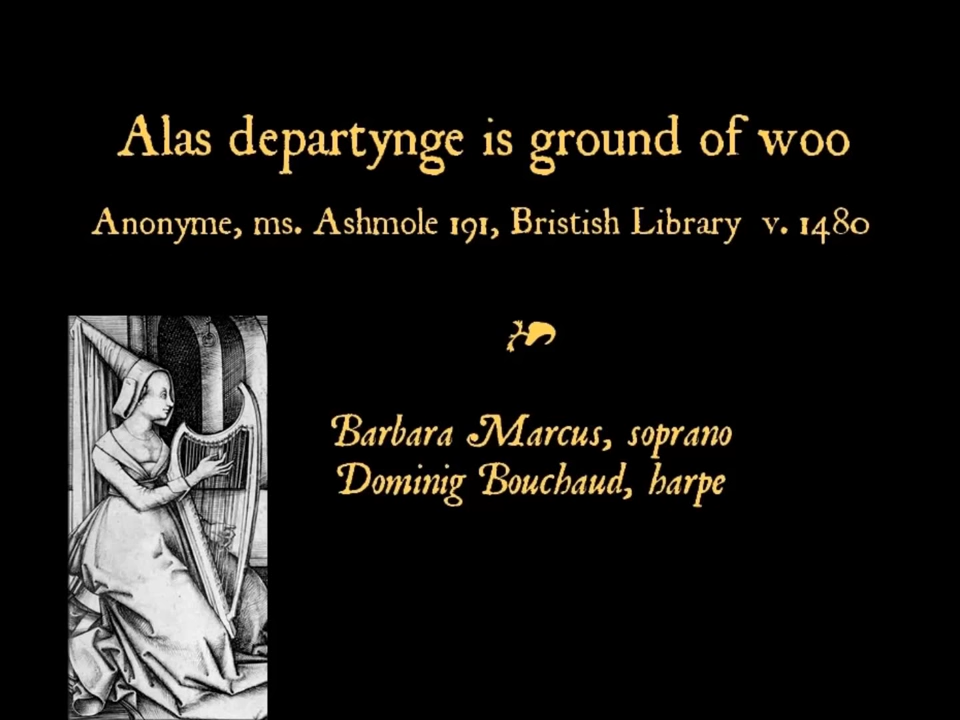 Alas departynge is ground of woo
Anonyme, ms. Ashmole 191, Bristish Library v. 1480
Barbara Marcus, soprano
Dominig Bouchaud, harpe